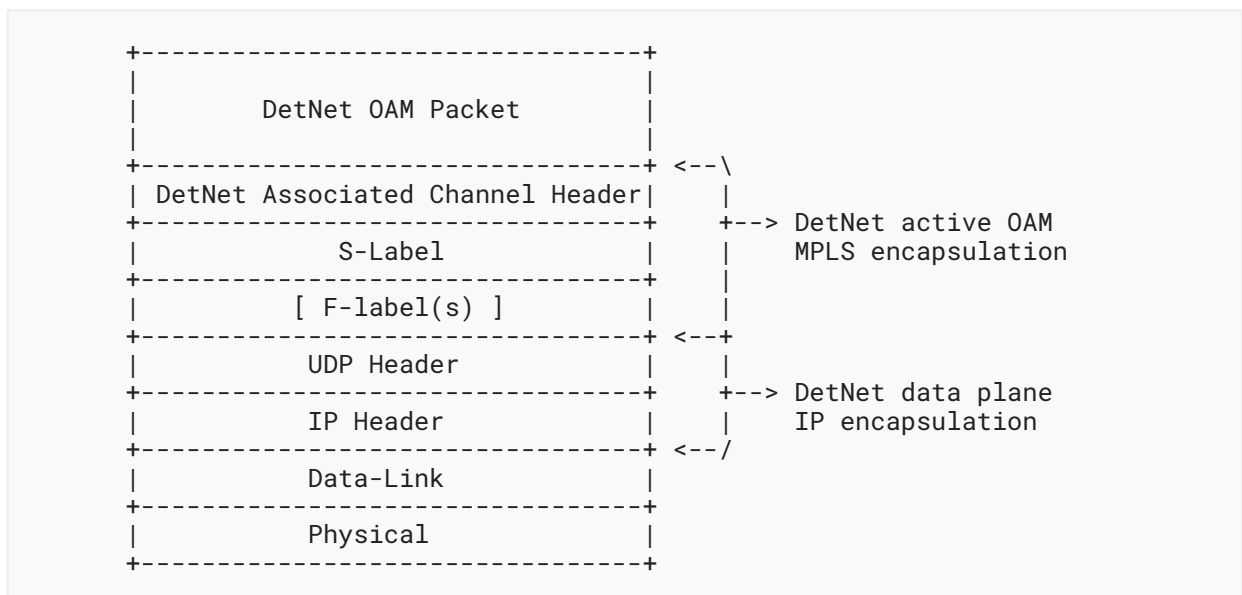 +---------------------------------+
|                                 |
|        DetNet OAM Packet        |
|                                 |
+---------------------------------+ <--\
| DetNet Associated Channel Header|    |
+---------------------------------+    +--> DetNet active OAM
|             S-Label             |    |    MPLS encapsulation
+---------------------------------+    |
|          [ F-label(s) ]         |    |
+---------------------------------+ <--+
|           UDP Header            |    |
+---------------------------------+    +--> DetNet data plane
|           IP Header             |    |    IP encapsulation
+---------------------------------+ <--/
|           Data-Link             |
+---------------------------------+
|           Physical              |
+---------------------------------+